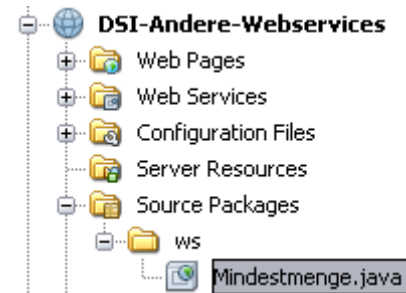 DSI-Andere-Webservices
Web Pages
Web Services
Configuration Files
Server Resources
Source Packages
ws
Mindestmenge.java